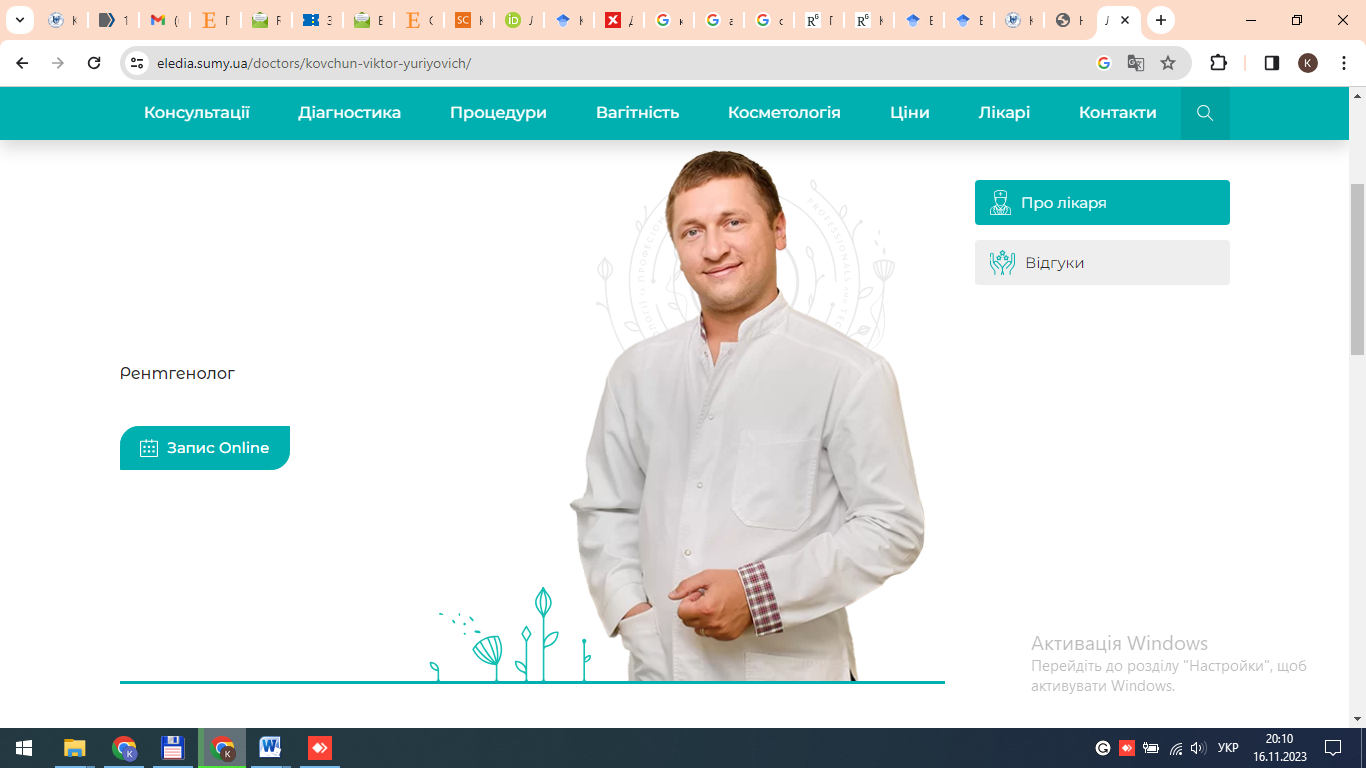 К
1
(
Г
F
З
Е
С
К
Л
К
Д
к
а
с
Г
К
Е
Е
К
Н
Л
eledia.sumy.ua/doctors/kovchun-viktor-yuriyovich/
K
Консультації Діагностика Процедури Вагітність Косметологія Ціни Лікарі Контакти
Про лікаря
Відгуки
Рентгенолог
Запис Online
Активація Windows
Перейдіть до розділу "Настройки", щоб
активувати Windows.
УКР
20:10
16.11.2023